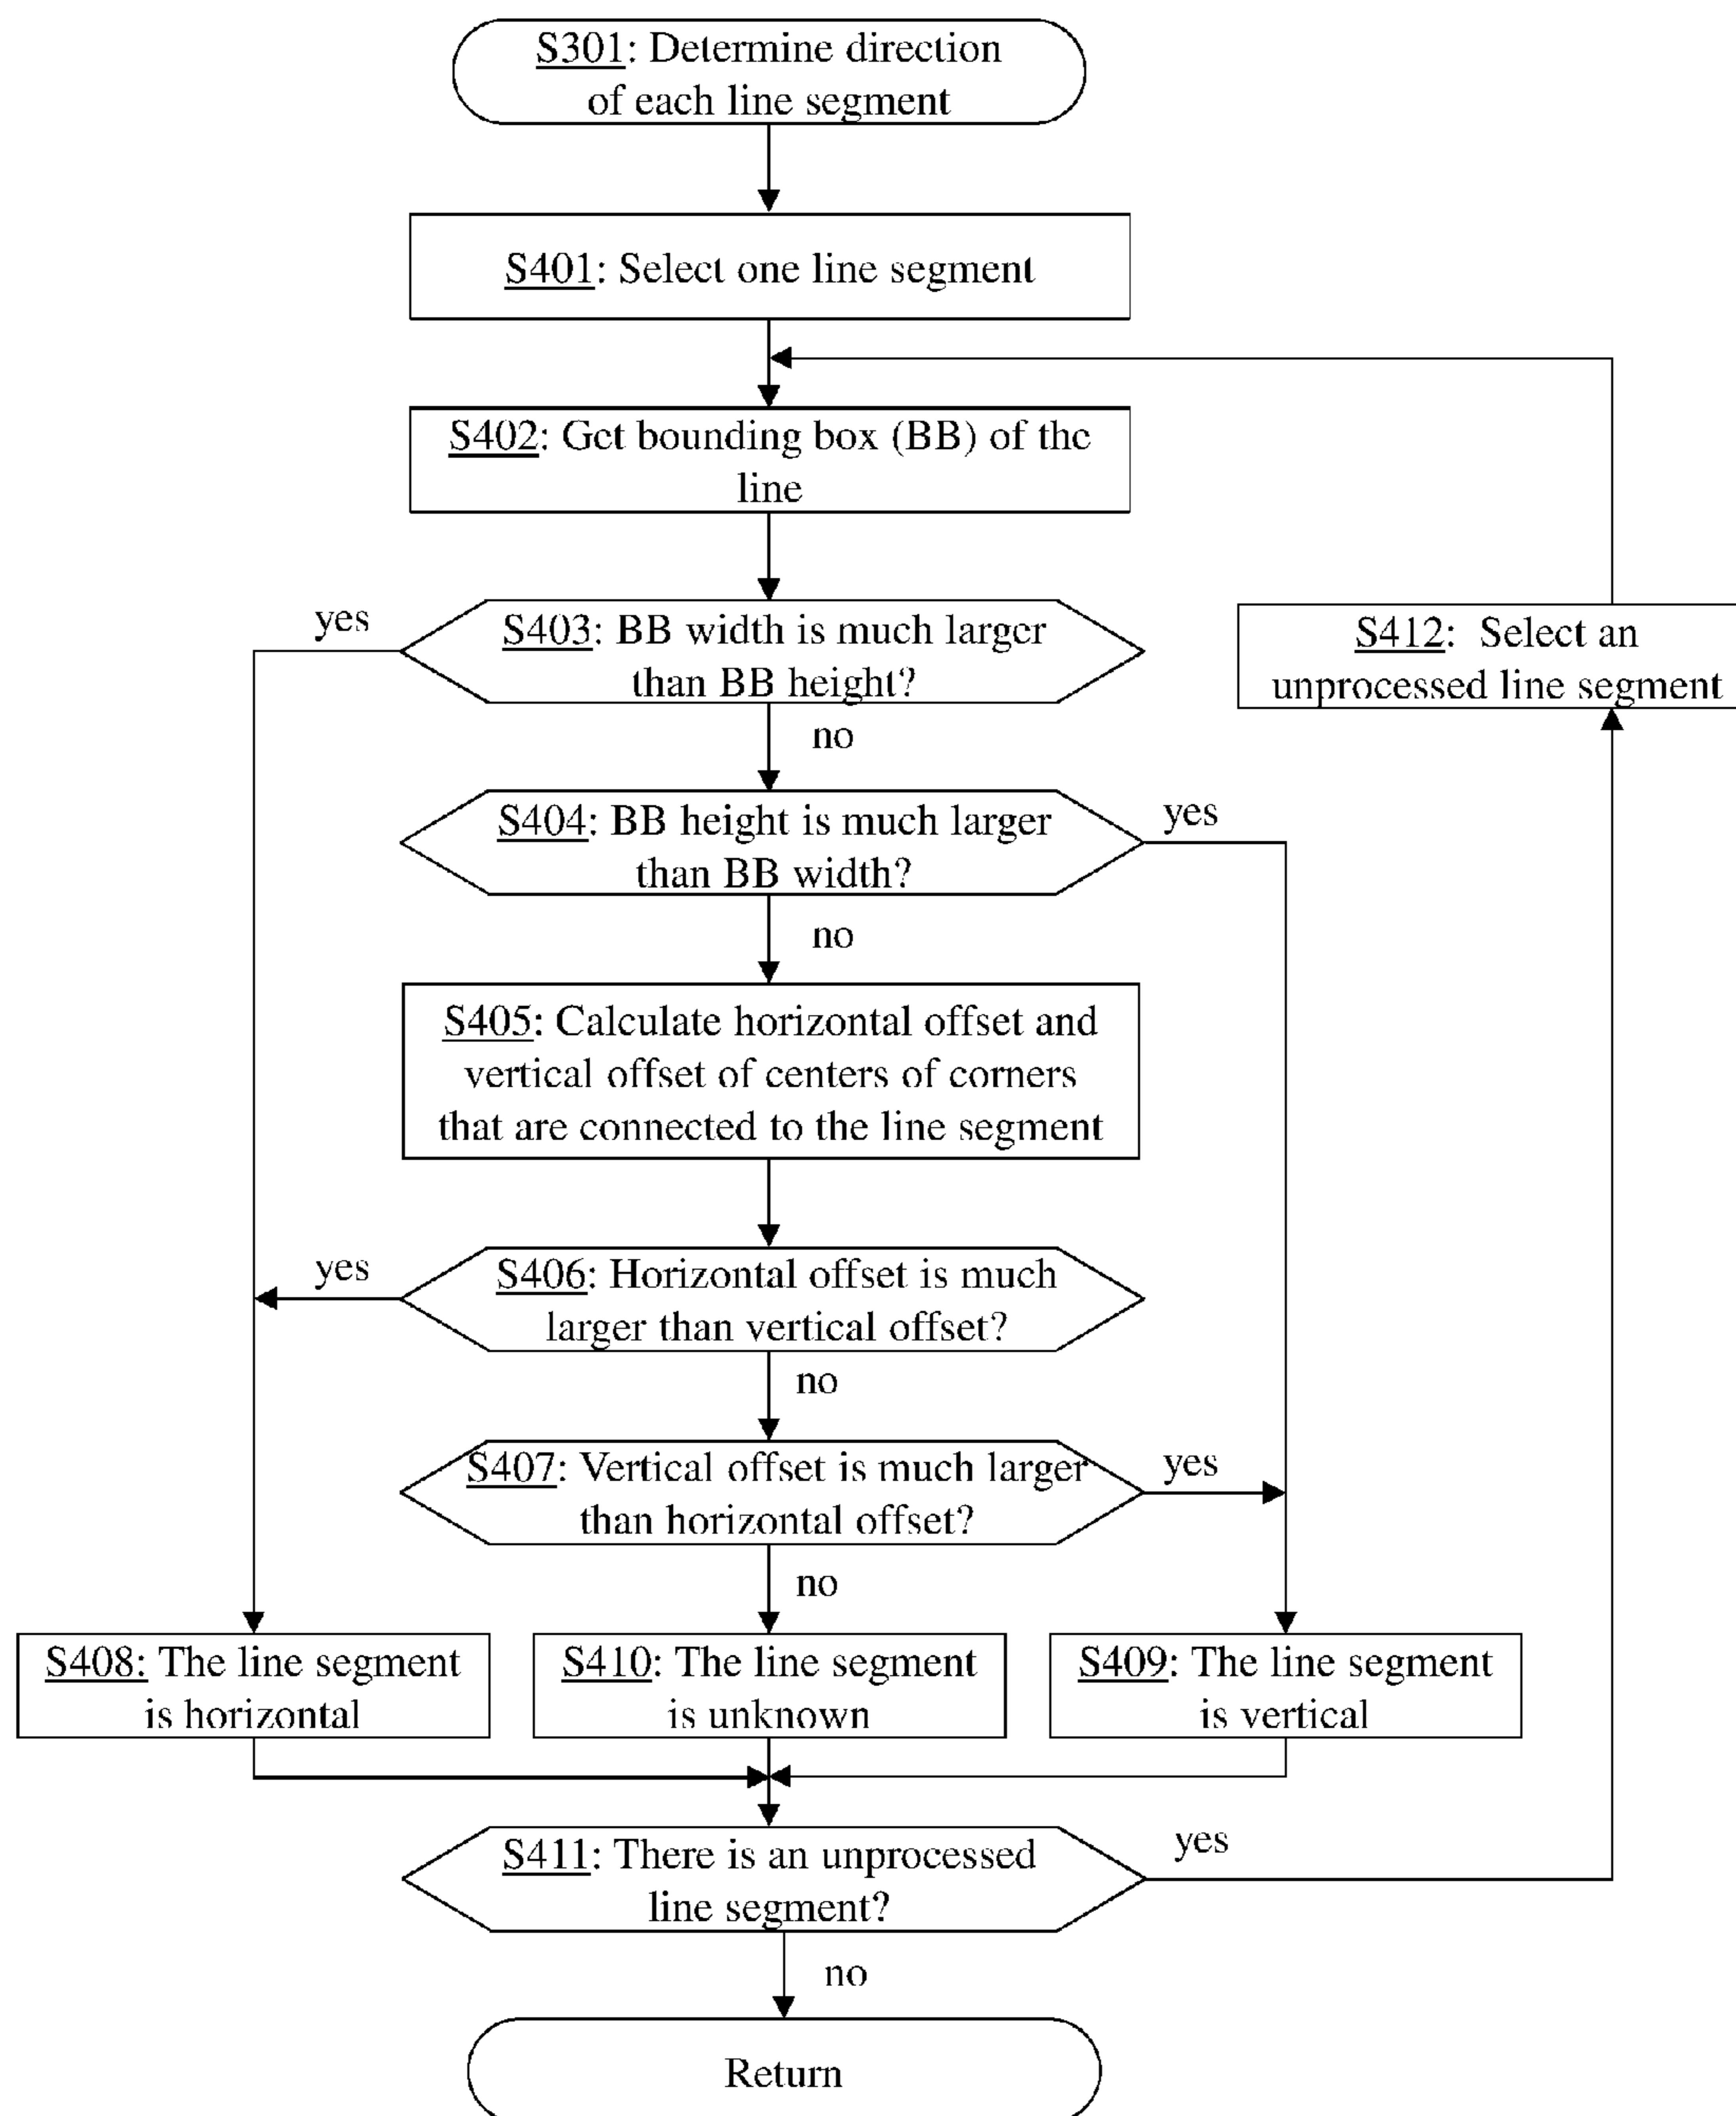 S301: Determine direction
of each line segment
S401: Select one line segment
S402: Get bounding box (BB) of the
line
yes
S403: BB width is much larger
than BB height?
S412: Select an
unprocessed line segment
no
S404: BB height is much larger
than BB width?
yes
no
S405: Calculate horizontal offset and
vertical offset of centers of corners
that are connected to the line segment
yes
S406: Horizontal offset is much
larger than vertical offset?
no
S407: Vertical offset is much larger
than horizontal offset?
yes
no
S408: The line segment
is horizontal
S410: The line segment
is unknown
S409: The line segment
is vertical
S411: There is an unprocessed
line segment?
yes
no
Return